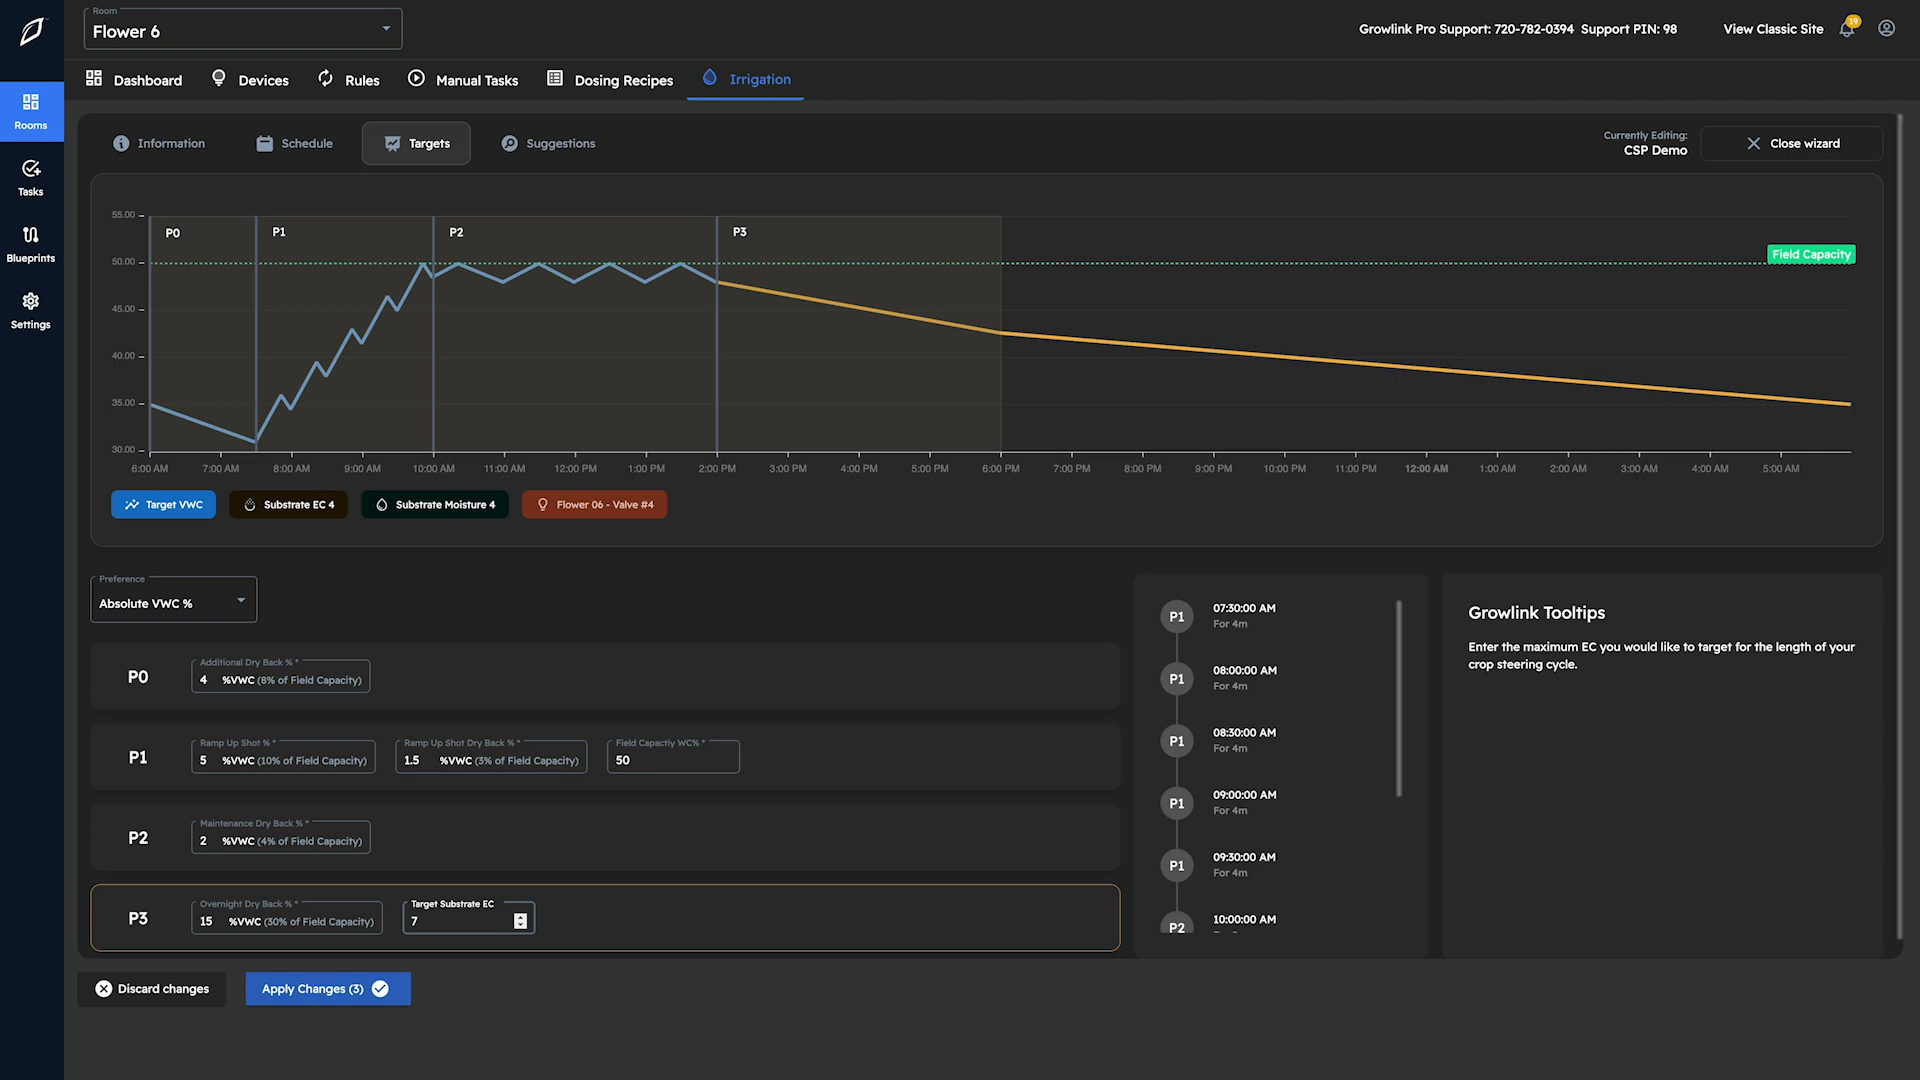 Room
Flower 6
Growlink Pro Support: 720-782-0394 Support PIN: 98
View Classic Site
19
Dashboard
Devices
Rules
Manual Tasks
Dosing Recipes
Irrigation
Rooms
Tasks
Blueprints
Settings
Information
Schedule
Targets
Suggestions
Currently Editing:
CSP Demo
Close wizard
55.00
50.00
45.00
40.00
35.00
30.00
P0
P1
P2
P3
Field Capacity
6:00 AM
7:00 AM
8:00 AM
9:00 AM
10:00 AM
11:00 AM
12:00 PM
1:00 PM
2:00 PM
3:00 PM
4:00 PM
5:00 PM
6:00 PM
7:00 PM
8:00 PM
9:00 PM
10:00 PM
11:00 PM
12:00 AM
1:00 AM
2:00 AM
3:00 AM
4:00 AM
5:00 AM
Target VWC
Substrate EC 4
Substrate Moisture 4
Flower 06 - Valve #4
Preference
Absolute VWC %
P0
Additional Dry Back % *
4 %VWC (8% of Field Capacity)
P1
Ramp Up Shot % *
5 %VWC (10% of Field Capacity)
Ramp Up Shot Dry Back % *
1.5 %VWC (3% of Field Capacity)
Field Capactiy WC% *
50
P2
Maintenance Dry Back % *
2 %VWC (4% of Field Capacity)
P3
Overnight Dry Back % *
15 %VWC (30% of Field Capacity)
Target Substrate EC
7
P1
07:30:00 AM
For 4m
P1
08:00:00 AM
For 4m
P1
08:30:00 AM
For 4m
P1
09:00:00 AM
For 4m
P1
09:30:00 AM
For 4m
P2
10:00:00 AM
Growlink Tooltips
Enter the maximum EC you would like to target for the length of your
crop steering cycle.
Discard changes
Apply Changes (3)